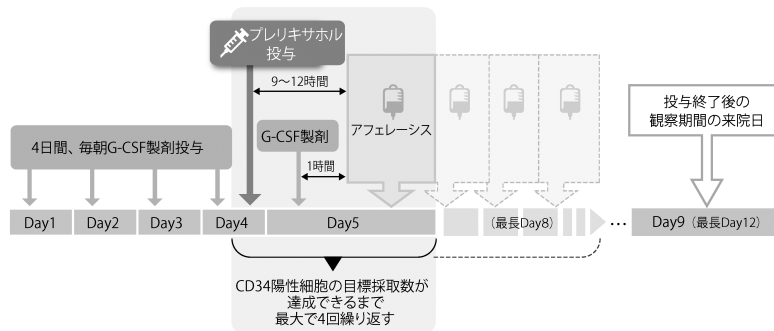 プレリキサホル
投与
9～12時間
アフェレーシス
G-CSF製剤
1時間
4日間、毎朝G-CSF製剤投与
投与終了後の
観察期間の来院日
Day1
Day2
Day3
Day4
Day5
（最長Day8）
…
Day9（最長Day12）
CD34陽性細胞の目標採取数が
達成できるまで
最大で4回繰り返す